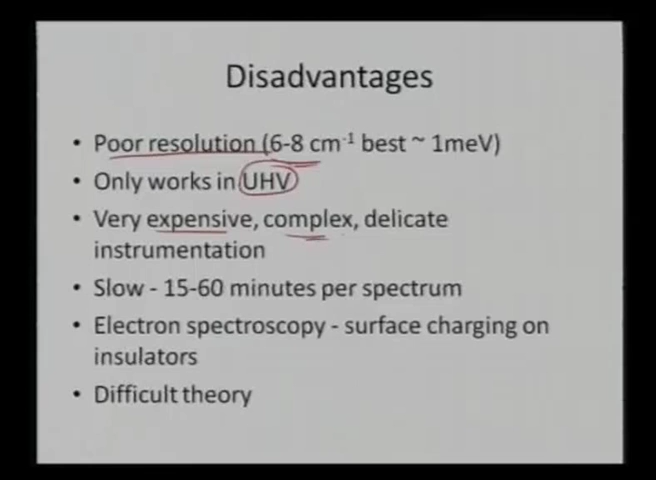 Disadvantages
• Poor resolution (6-8 cm⁻¹ best ~ 1meV)
• Only works in UHV
• Very expensive, complex, delicate
instrumentation
• Slow - 15-60 minutes per spectrum
• Electron spectroscopy - surface charging on
insulators
• Difficult theory